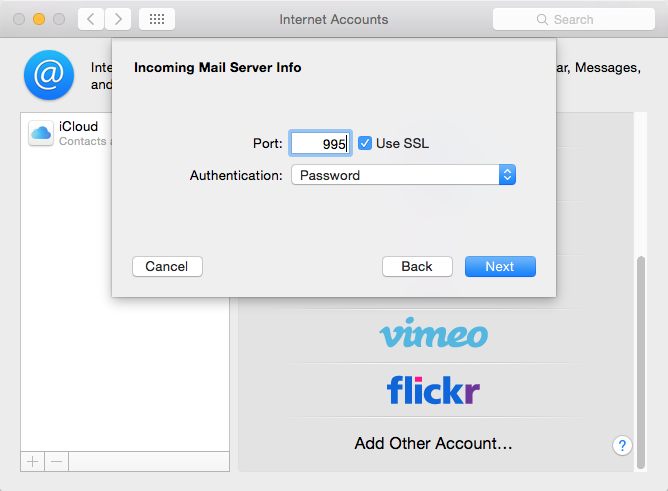 Internet Accounts
Search
Incoming Mail Server Info
Inte
ar, Messages,
and
iCloud
Contacts
Port: 995 Use SSL
Authentication: Password
Cancel Back Next
vimeo
flickr
Add Other Account...
?